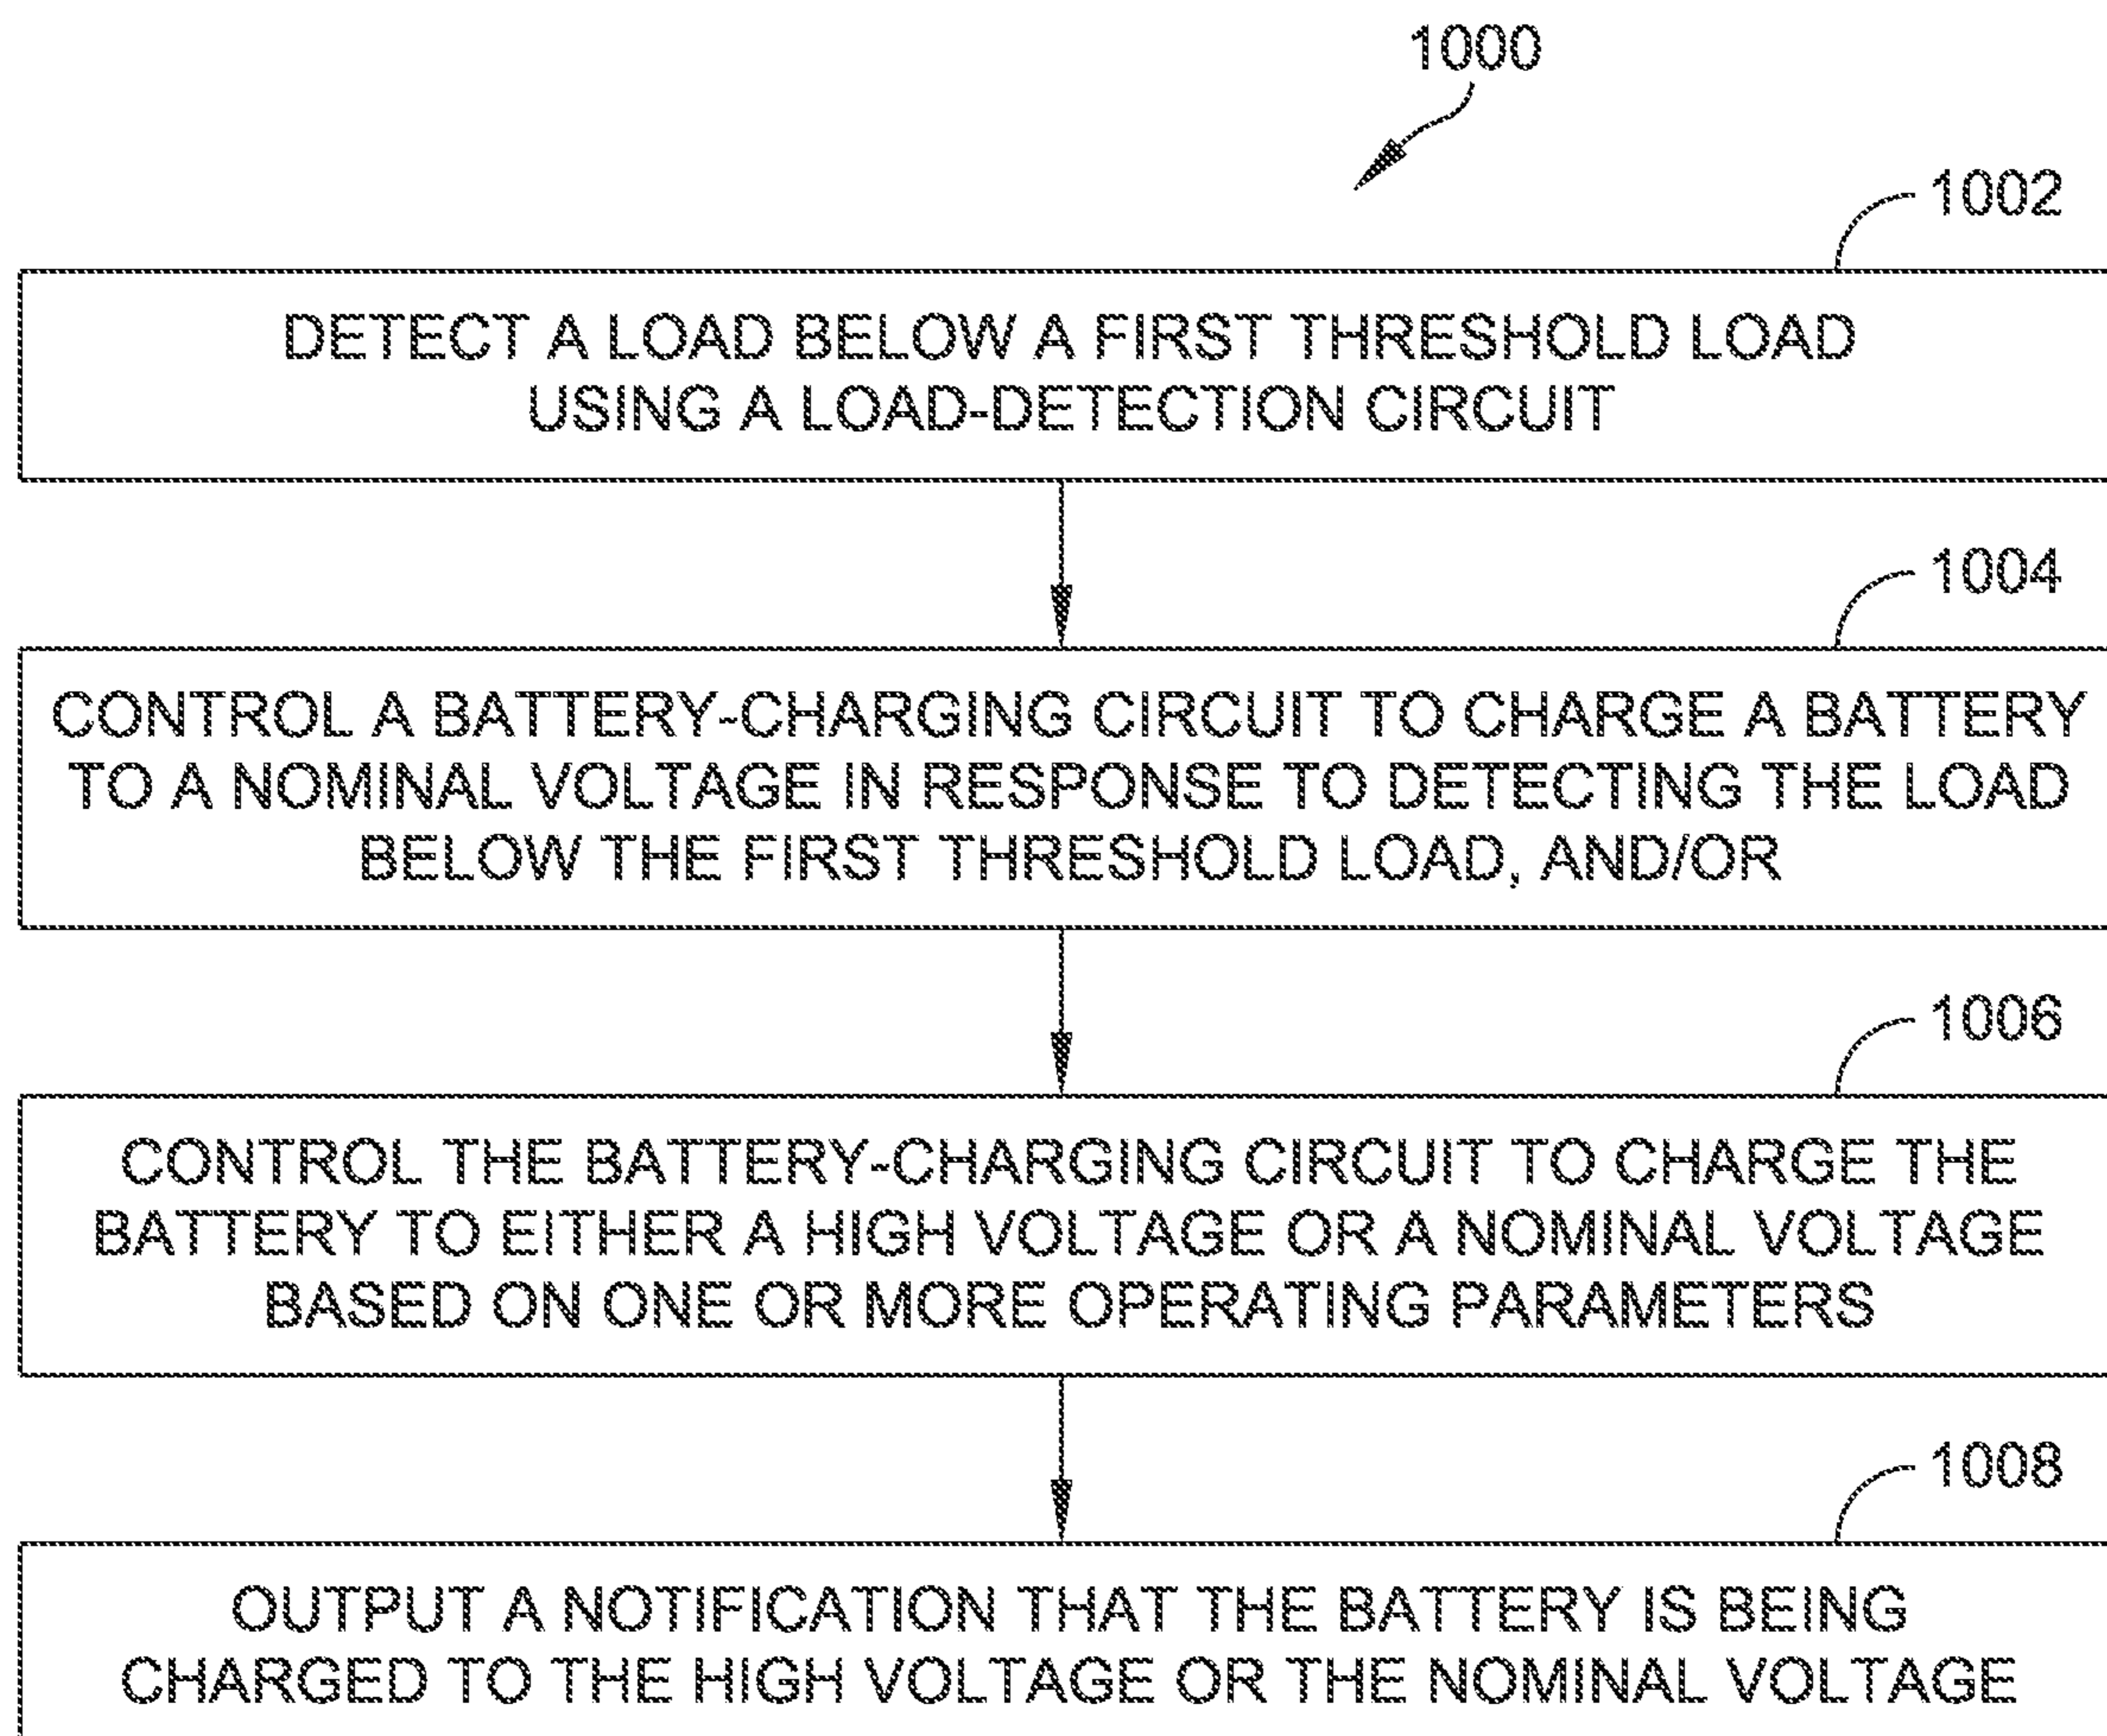 1000
1002
DETECT A LOAD BELOW A FIRST THRESHOLD LOAD
USING A LOAD-DETECTION CIRCUIT
1004
CONTROL A BATTERY-CHARGING CIRCUIT TO CHARGE A BATTERY
TO A NOMINAL VOLTAGE IN RESPONSE TO DETECTING THE LOAD
BELOW THE FIRST THRESHOLD LOAD, AND/OR
1006
CONTROL THE BATTERY-CHARGING CIRCUIT TO CHARGE THE
BATTERY TO EITHER A HIGH VOLTAGE OR A NOMINAL VOLTAGE
BASED ON ONE OR MORE OPERATING PARAMETERS
1008
OUTPUT A NOTIFICATION THAT THE BATTERY IS BEING
CHARGED TO THE HIGH VOLTAGE OR THE NOMINAL VOLTAGE